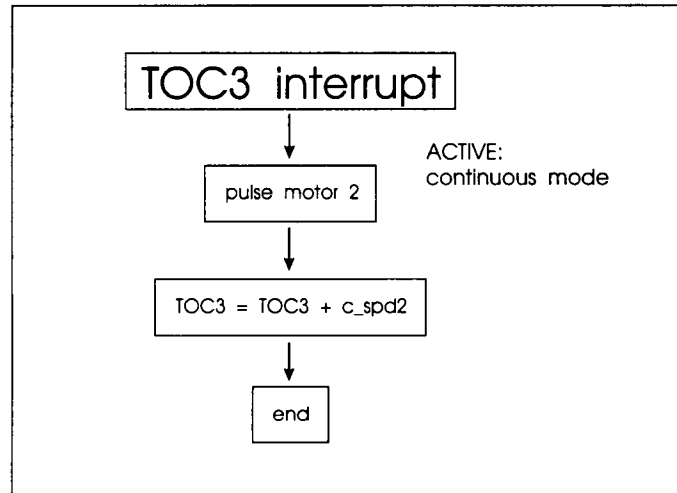 TOC3 interrupt
ACTIVE:
continuous mode
pulse motor 2
TOC3 = TOC3 + c_spd2
end